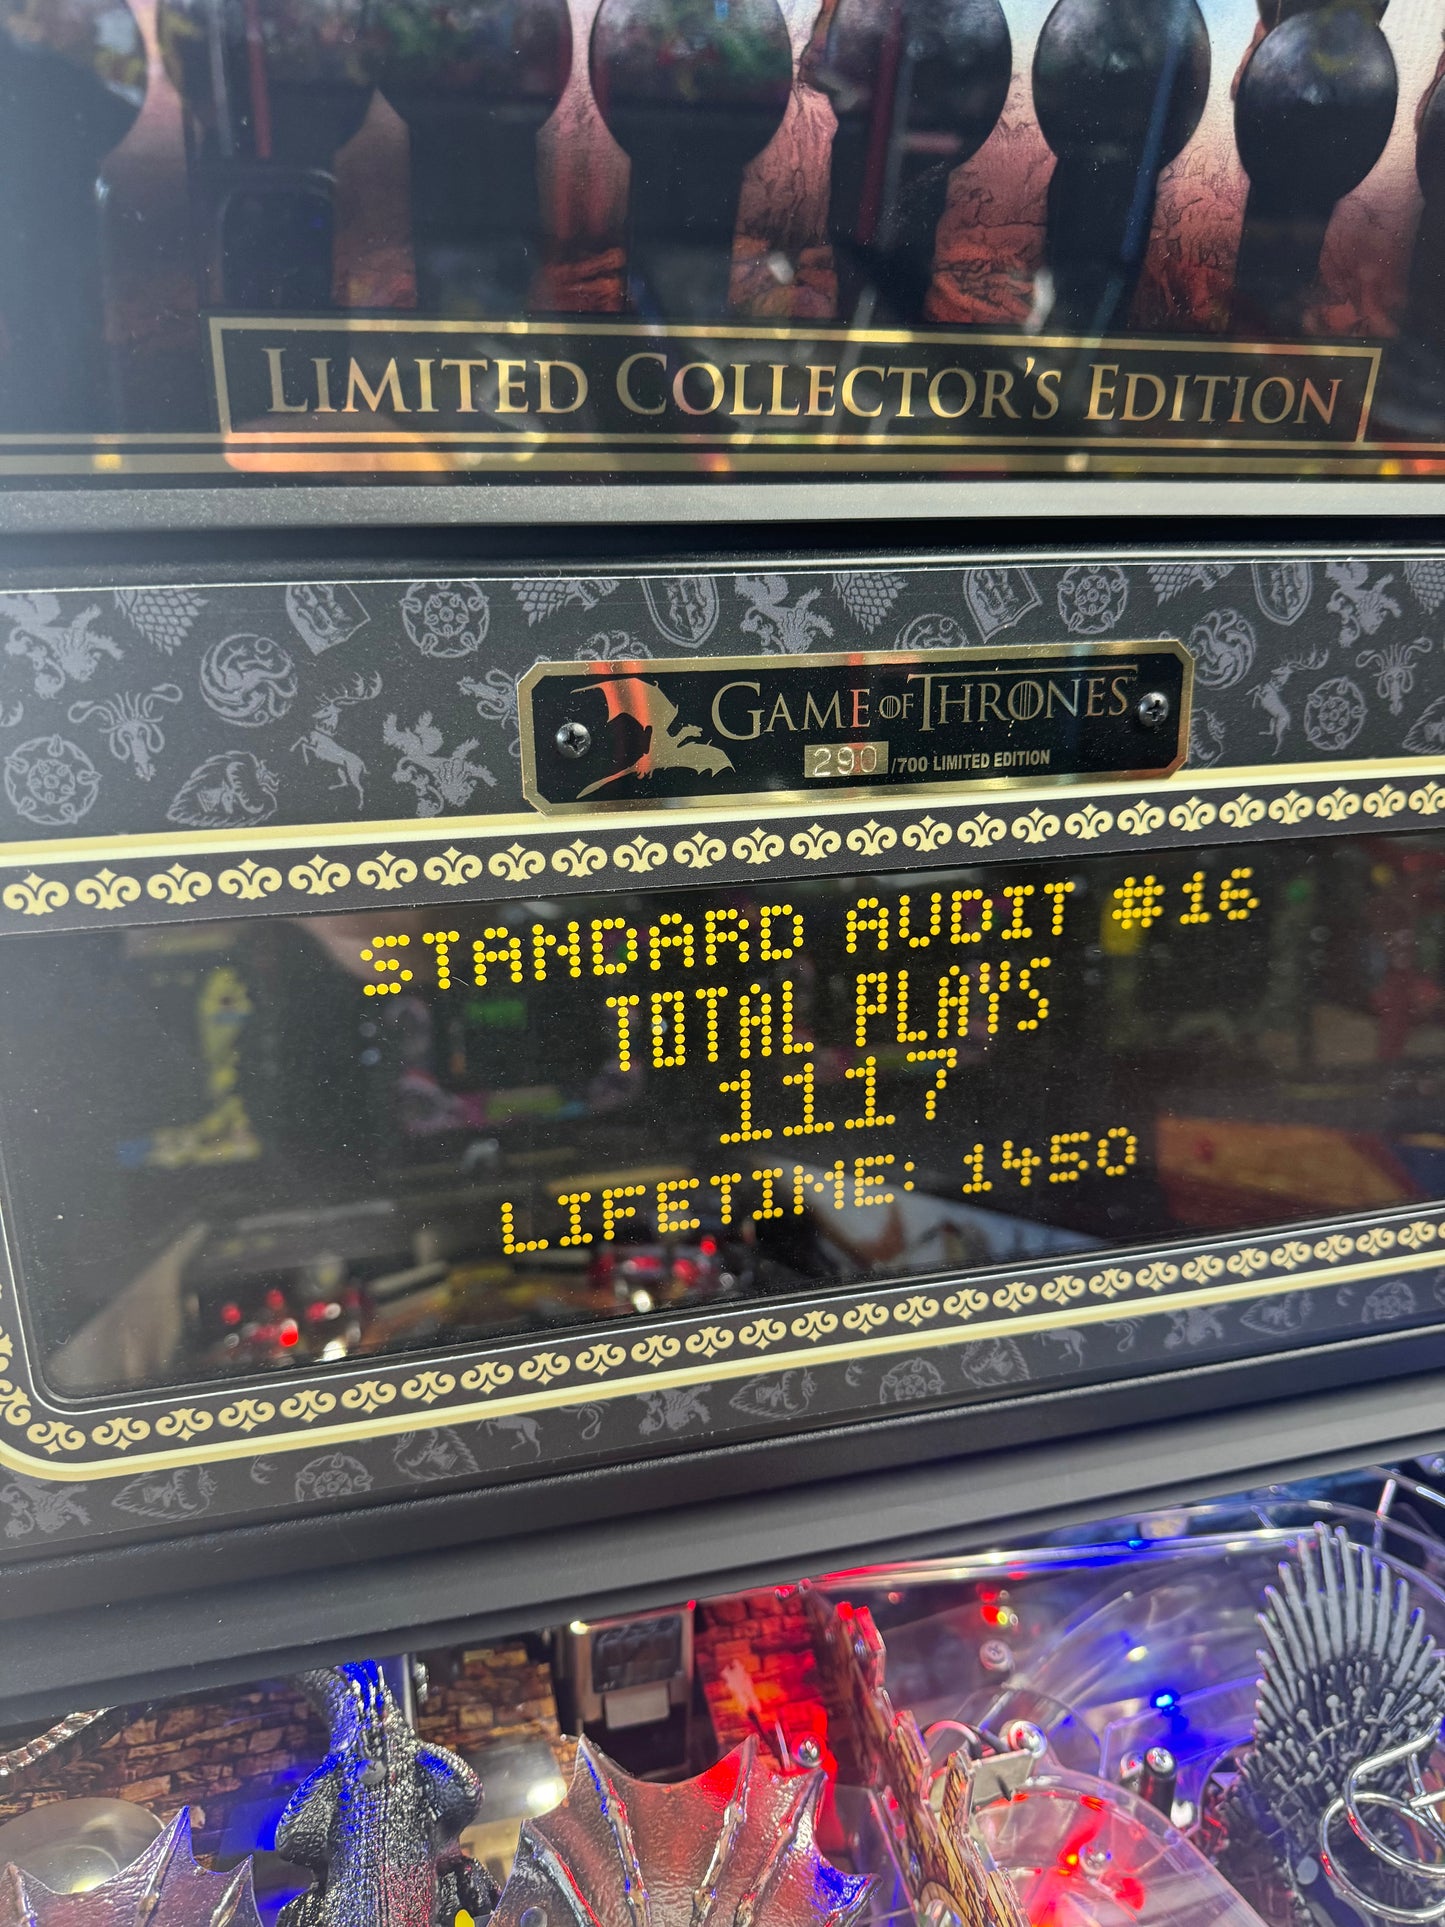 LIMITED COLLECTOR'S EDITION
GAME OF THRONES
290 /700 LIMITED EDITION
STANDARD AUDIT #16
TOTAL PLAYS
1117
LIFETIME: 1450